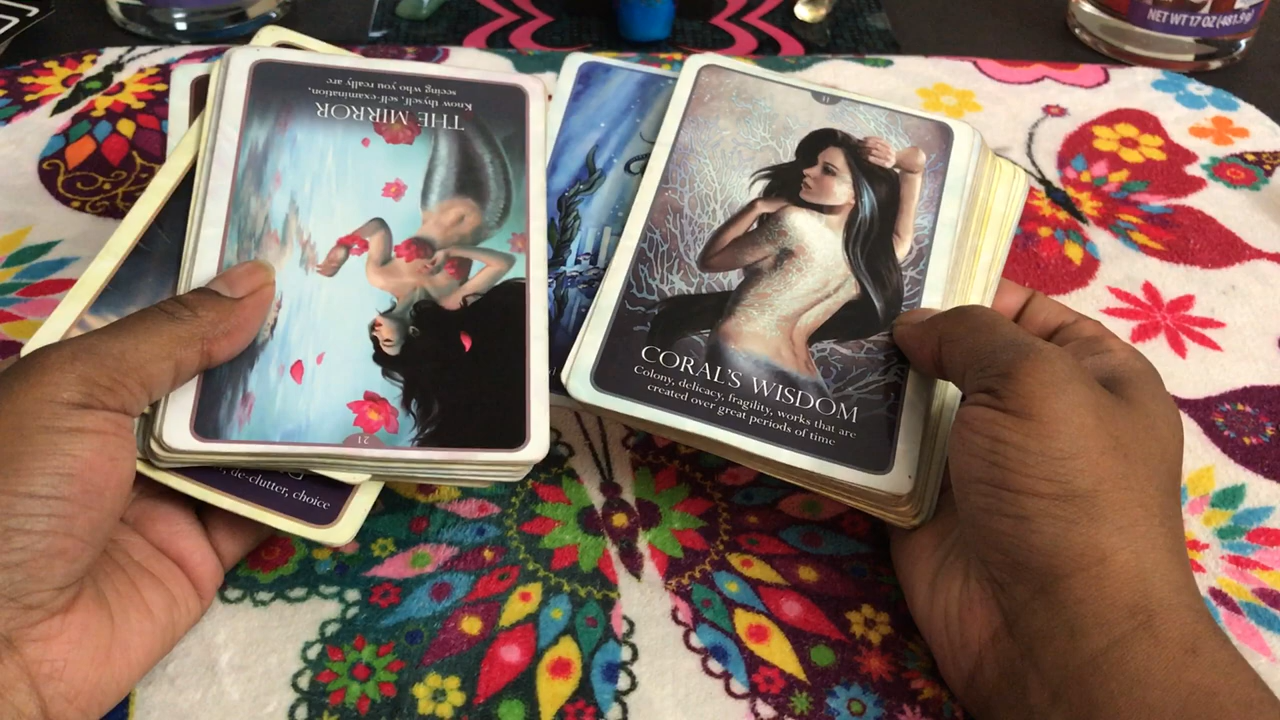 NET WT 17 OZ (481.9g)
21
THE MIRROR
Know thyself, self-examination,
seeing who you really are
de-clutter, choice
11
CORAL'S WISDOM
Colony, delicacy, fragility, works that are
created over great periods of time